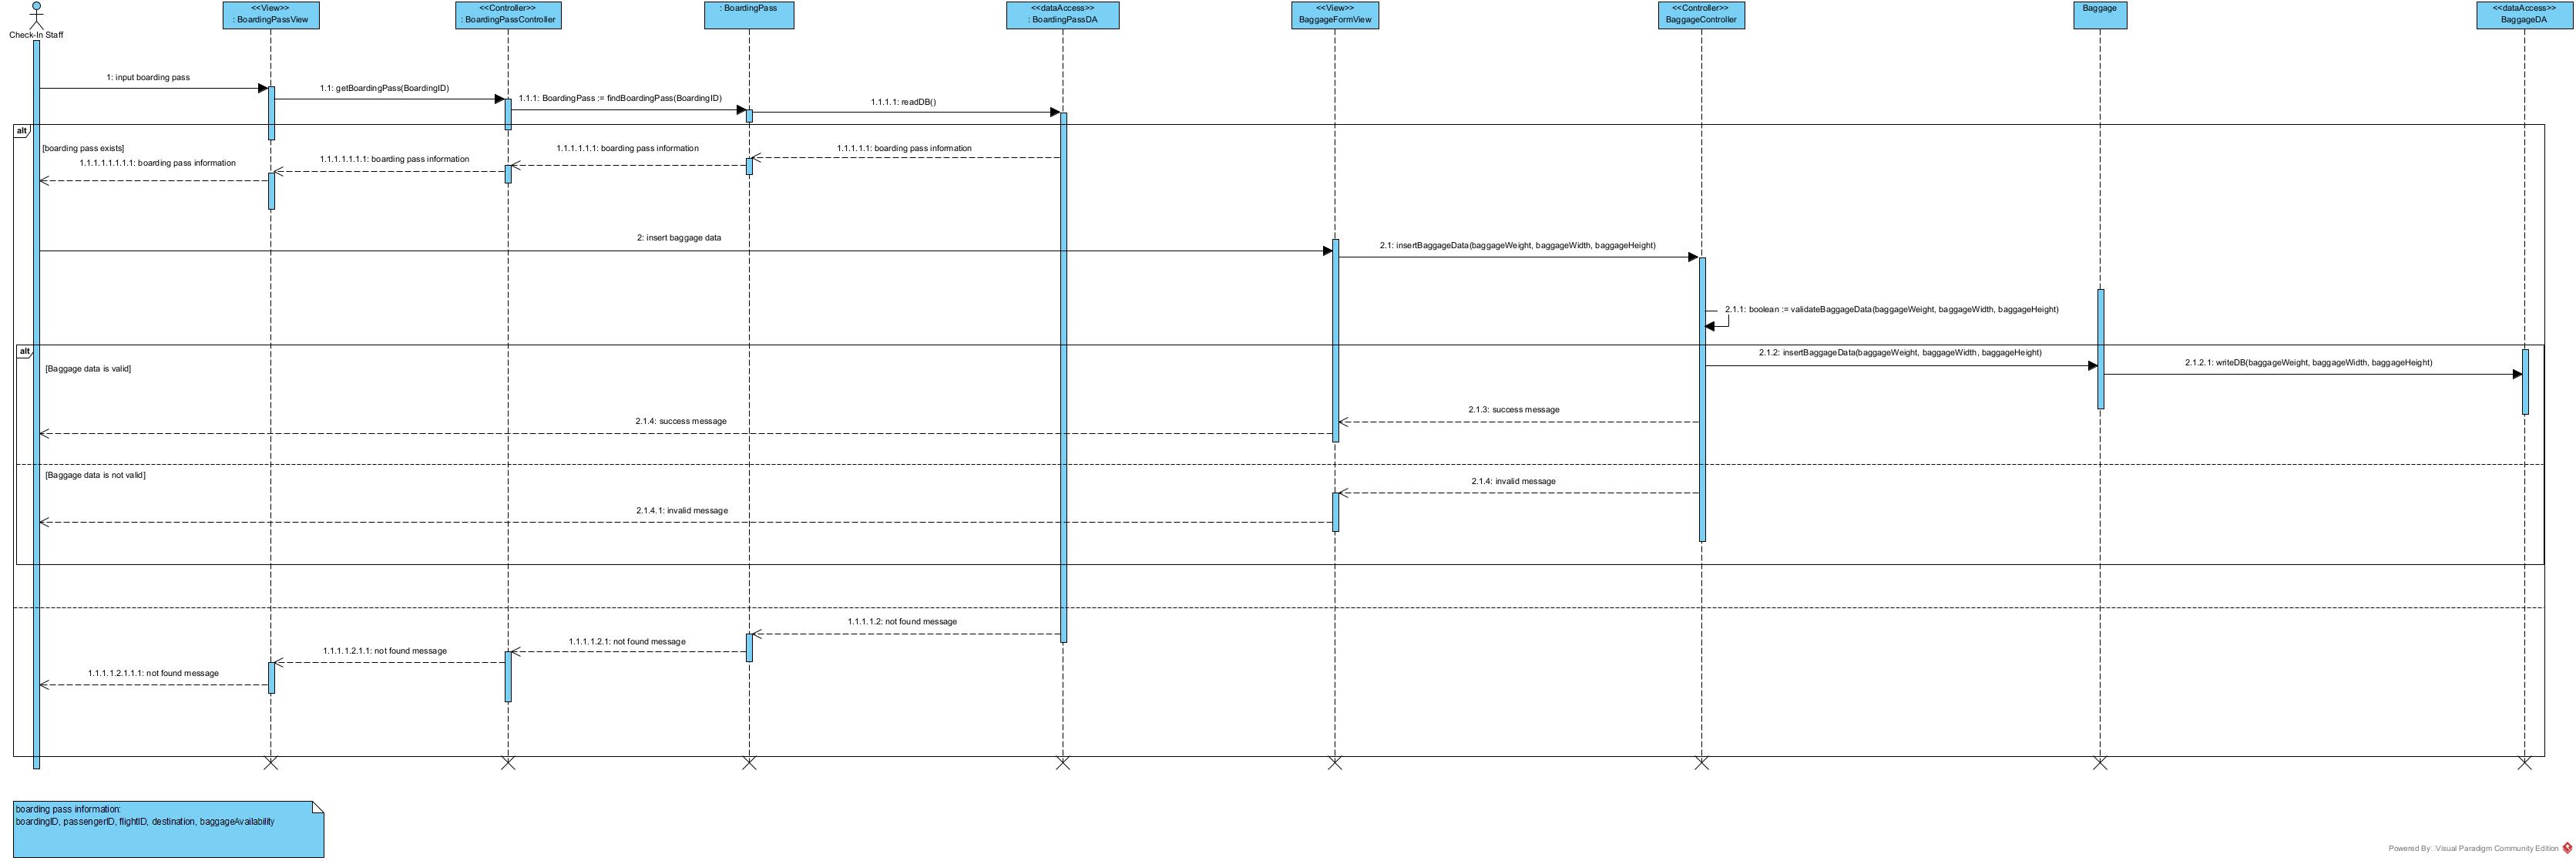 Check-In Staff
<<View>>
: BoardingPassView
<<Controller>>
: BoardingPassController
: BoardingPass
<<dataAccess>>
: BoardingPassDA
<<View>>
BaggageFormView
<<Controller>>
BaggageController
Baggage
<<dataAccess>>
BaggageDA
1: input boarding pass
1.1: getBoardingPass(BoardingID)
1.1.1: BoardingPass := findBoardingPass(BoardingID)
1.1.1.1: readDB()
alt
[boarding pass exists]
1.1.1.1.1: boarding pass information
1.1.1.1.1.1: boarding pass information
1.1.1.1.1.1.1: boarding pass information
1.1.1.1.1.1.1.1: boarding pass information
2: insert baggage data
2.1: insertBaggageData(baggageWeight, baggageWidth, baggageHeight)
2.1.1: boolean := validateBaggageData(baggageWeight, baggageWidth, baggageHeight)
alt
[Baggage data is valid]
2.1.2: insertBaggageData(baggageWeight, baggageWidth, baggageHeight)
2.1.2.1: writeDB(baggageWeight, baggageWidth, baggageHeight)
2.1.3: success message
2.1.4: success message
[Baggage data is not valid]
2.1.4: invalid message
2.1.4.1: invalid message
1.1.1.1.2: not found message
1.1.1.1.2.1: not found message
1.1.1.1.2.1.1: not found message
1.1.1.1.2.1.1.1: not found message
boarding pass information:
boardingID, passengerID, flightID, destination, baggageAvailability
Powered By: Visual Paradigm Community Edition